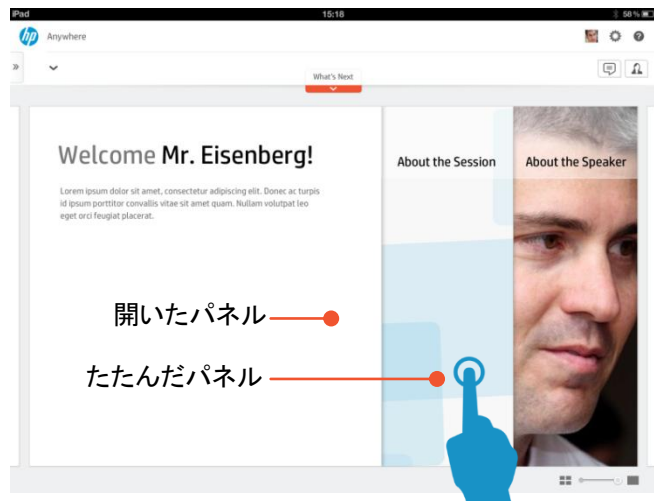 iPad 15:18 58 %
hp Anywhere
What's Next
Welcome Mr. Eisenberg!
Lorem ipsum dolor sit amet, consectetur adipiscing elit. Donec ac turpis
id ipsum porttitor convallis vitae sit amet quam. Nullam volutpat leo
eget orci feugiat placerat.
About the Session
About the Speaker
開いたパネル
たたんだパネル